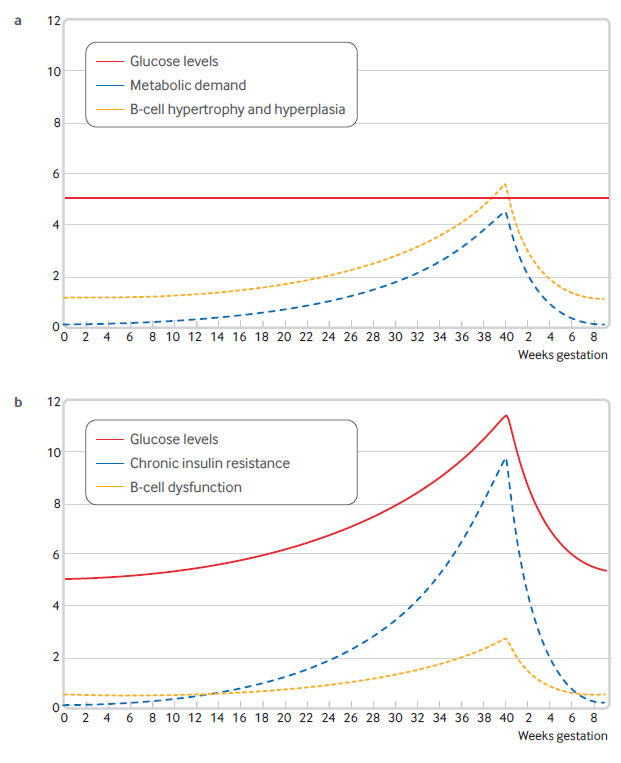 a
12
10
8
6
4
2
0
Glucose levels
Metabolic demand
B-cell hypertrophy and hyperplasia
0 2 4 6 8 10 12 14 16 18 20 22 24 26 28 30 32 34 36 38 40 2 4 6 8
Weeks gestation
b
12
10
8
6
4
2
0
Glucose levels
Chronic insulin resistance
B-cell dysfunction
0 2 4 6 8 10 12 14 16 18 20 22 24 26 28 30 32 34 36 38 40 2 4 6 8
Weeks gestation